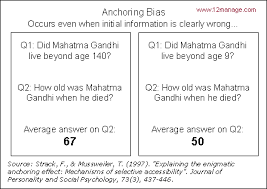 www.12manage.com
Anchoring Bias
Occurs even when initial information is clearly wrong...
Q1: Did Mahatma Gandhi
live beyond age 140?
Q2: How old was Mahatma
Gandhi when he died?
Average answer on Q2:
67
Q1: Did Mahatma Gandhi
live beyond age 9?
Q2: How old was Mahatma
Gandhi when he died?
Average answer on Q2:
50
Source: Strack, F., & Mussweiler, T. (1997). "Explaining the enigmatic
anchoring effect: Mechanisms of selective accessibility". Journal of
Personality and Social Psychology, 73(3), 437-446.